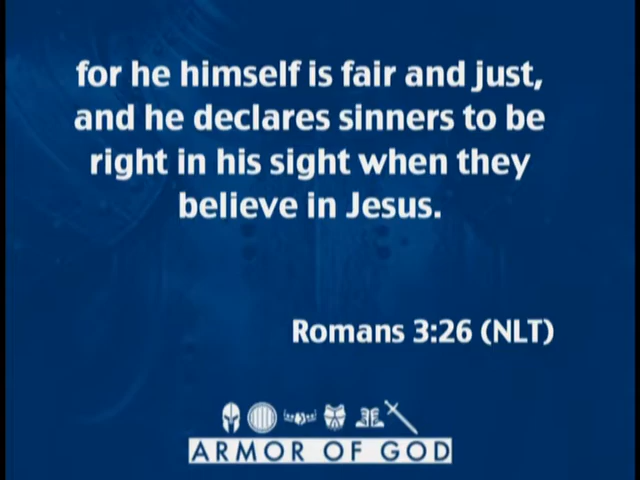 for he himself is fair and just,
and he declares sinners to be
right in his sight when they
believe in Jesus.
Romans 3:26 (NLT)
ARMOR OF GOD